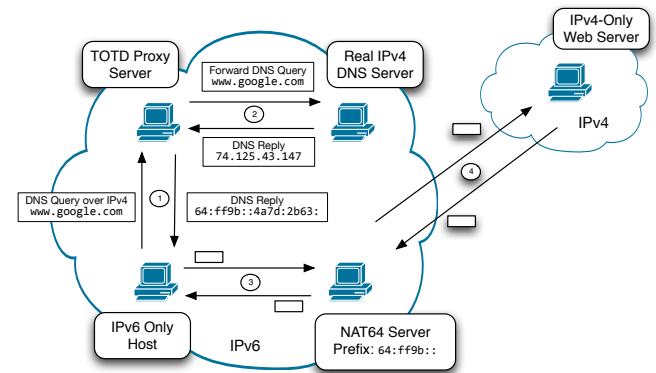 IPv4-Only
Web Server
TOTD Proxy
Server
Real IPv4
DNS Server
Forward DNS Query
www.google.com
2
IPv4
DNS Reply
74.125.43.147
4
DNS Query over IPv4
www.google.com
1
DNS Reply
64:ff9b::4a7d:2b63:
3
IPv6 Only
Host
IPv6
NAT64 Server
Prefix: 64:ff9b::